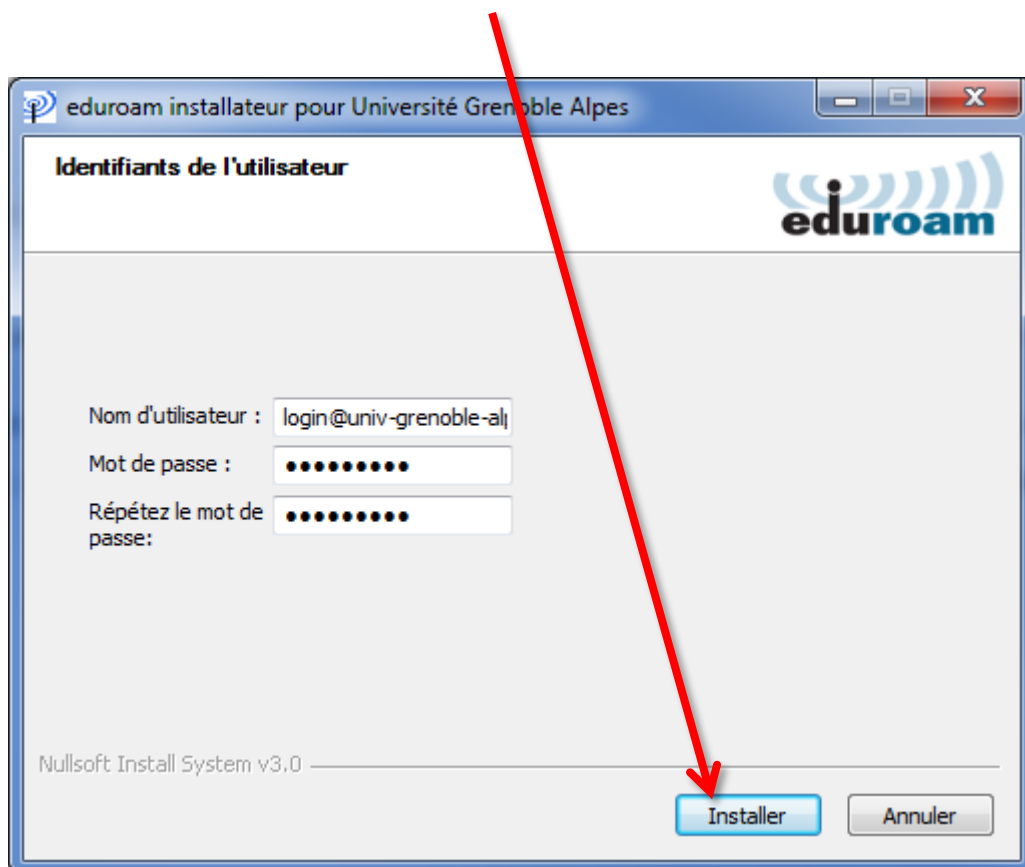 eduroam installateur pour Université Grenoble Alpes
Identifiants de l'utilisateur
eduroam
Nom d'utilisateur :
login@univ-grenoble-al
Mot de passe :
•••••••••
Répétez le mot de
passe:
•••••••••
Nullsoft Install System v3.0
Installer
Annuler